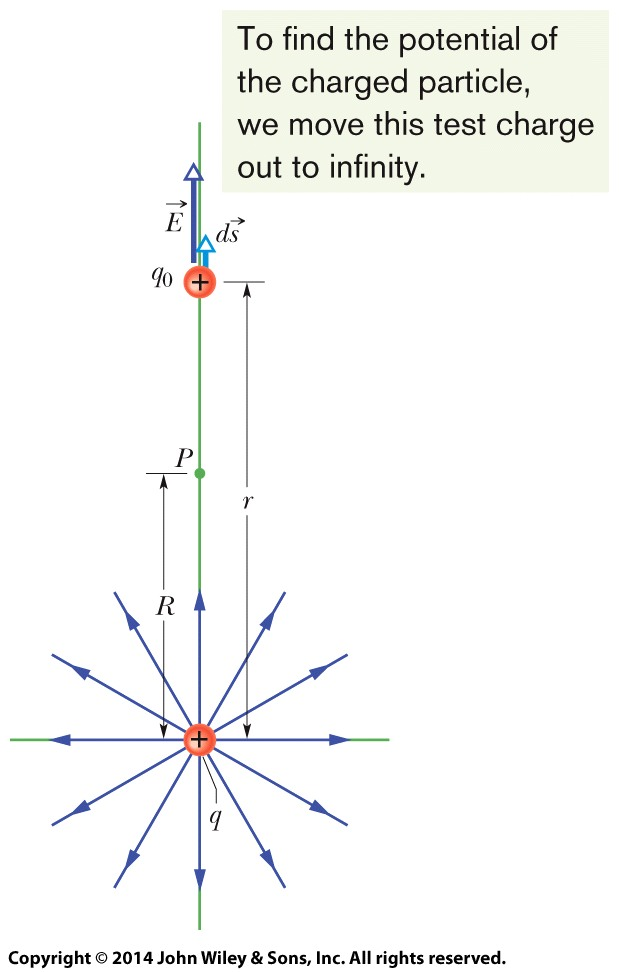 To find the potential of
the charged particle,
we move this test charge
out to infinity.
E
ds
q0
+
P
r
R
+
q
Copyright © 2014 John Wiley & Sons, Inc. All rights reserved.